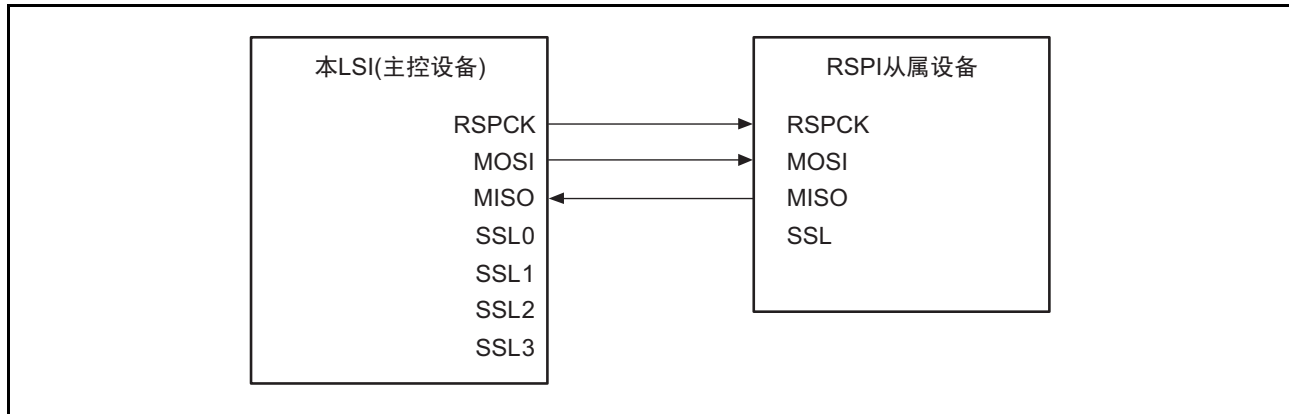 本LSI(主控设备)
RSPCK
MOSI
MISO
SSL0
SSL1
SSL2
SSL3
RSPI从属设备
RSPCK
MOSI
MISO
SSL